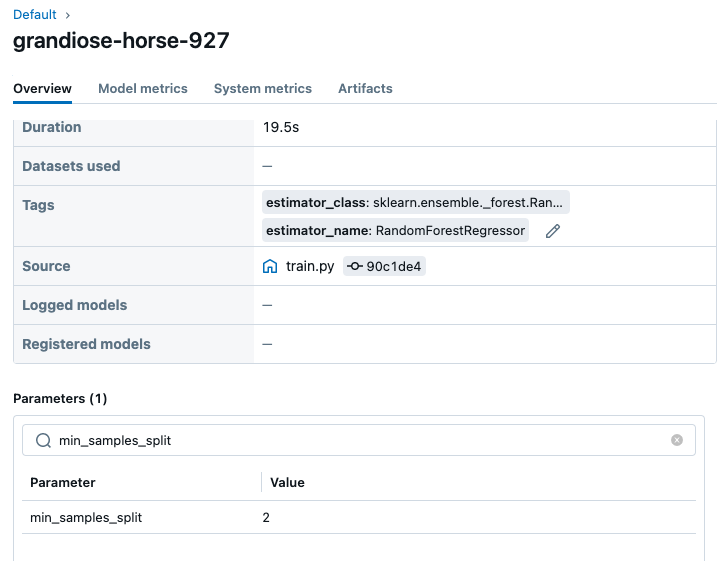 Default ›
grandiose-horse-927
Overview Model metrics System metrics Artifacts
Duration 19.5s
Datasets used —
Tags estimator_class: sklearn.ensemble._forest.Ran...
estimator_name: RandomForestRegressor
Source train.py 90c1de4
Logged models —
Registered models —
Parameters (1)
min_samples_split
Parameter Value
min_samples_split 2